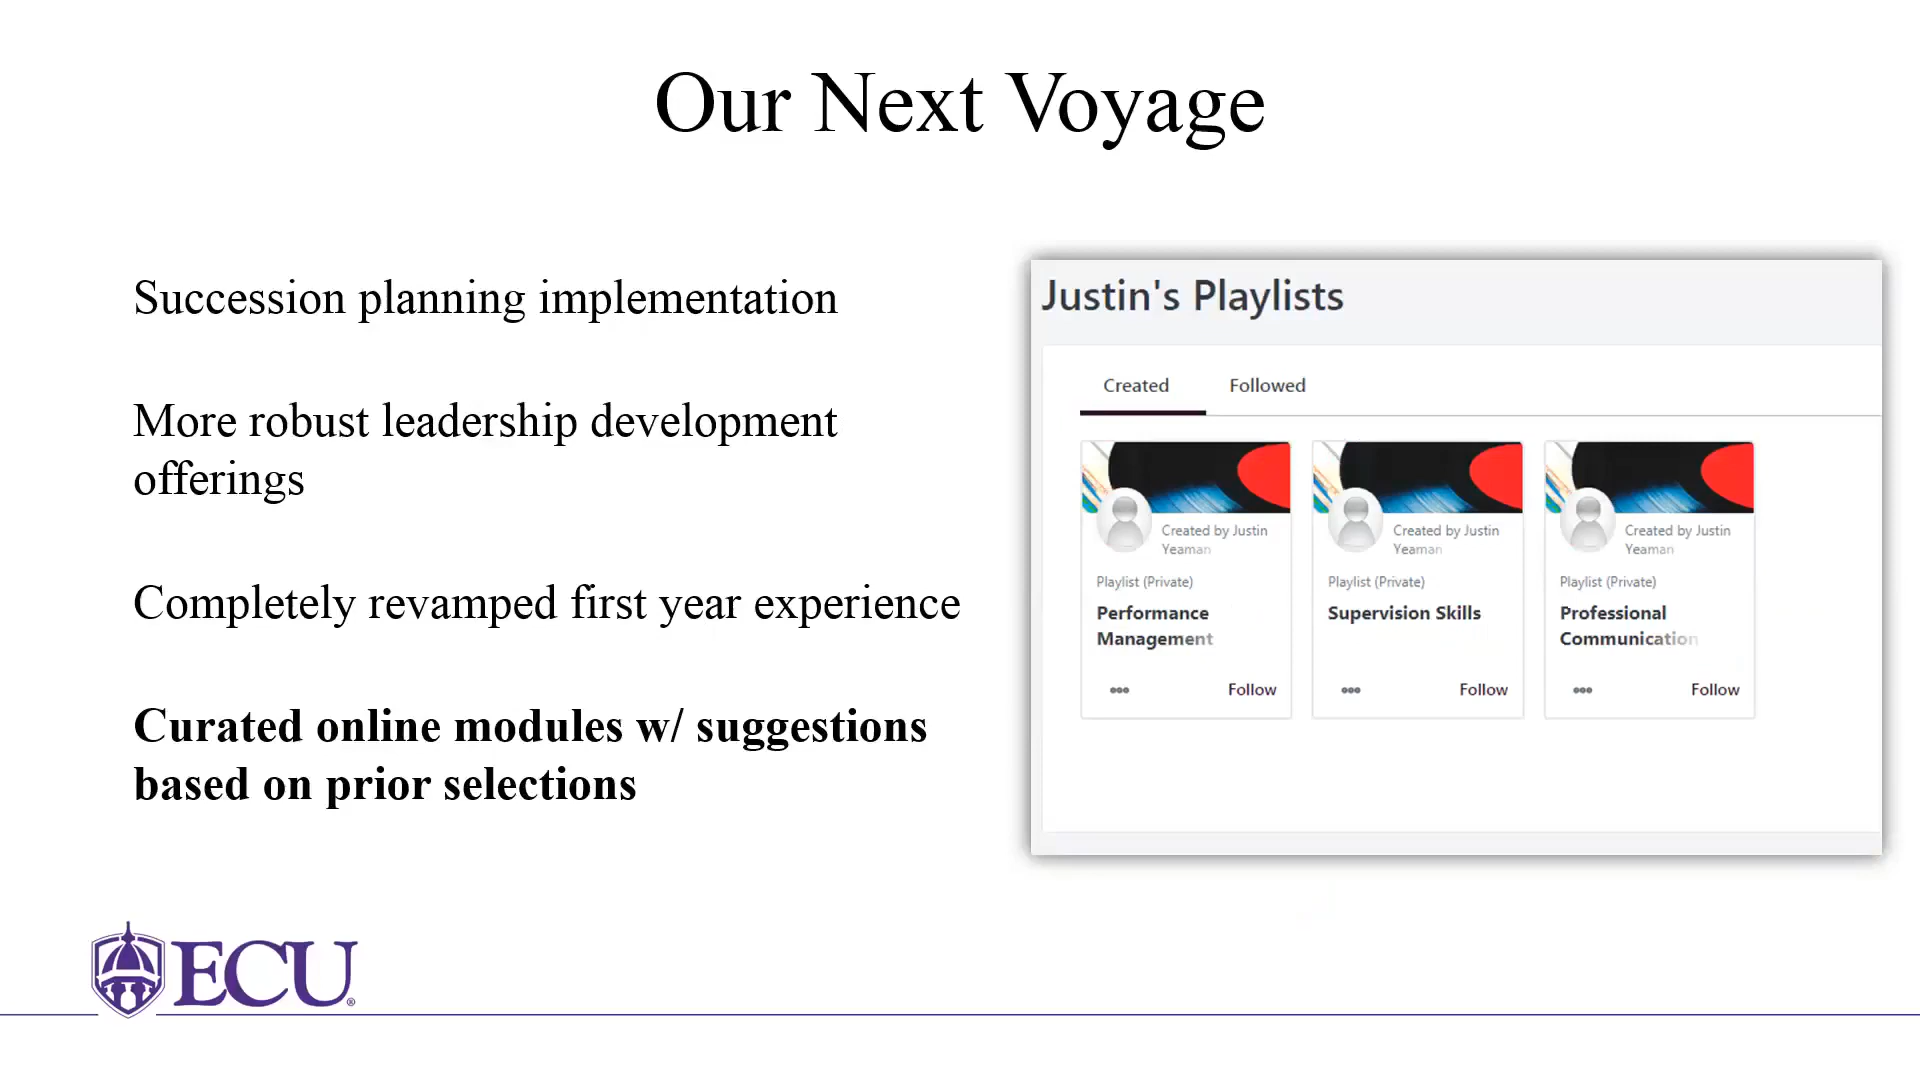 Our Next Voyage
Succession planning implementation
More robust leadership development
offerings
Completely revamped first year experience
Curated online modules w/ suggestions
based on prior selections
Justin's Playlists
Created Followed
Created by Justin
Yeaman
Playlist (Private)
Performance
Management
••• Follow
Created by Justin
Yeaman
Playlist (Private)
Supervision Skills
••• Follow
Created by Justin
Yeaman
Playlist (Private)
Professional
Communication
••• Follow
ECU®